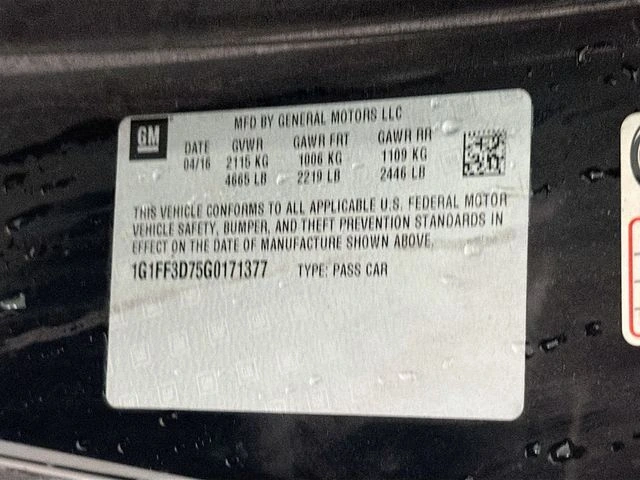 GM
MFD BY GENERAL MOTORS LLC
DATE GVWR GAWR FRT GAWR RR
04/16 2115 KG 1006 KG 1109 KG
4665 LB 2219 LB 2446 LB
THIS VEHICLE CONFORMS TO ALL APPLICABLE U.S. FEDERAL MOTOR
VEHICLE SAFETY, BUMPER, AND THEFT PREVENTION STANDARDS IN
EFFECT ON THE DATE OF MANUFACTURE SHOWN ABOVE.
1G1FF3D75G0171377 TYPE: PASS CAR